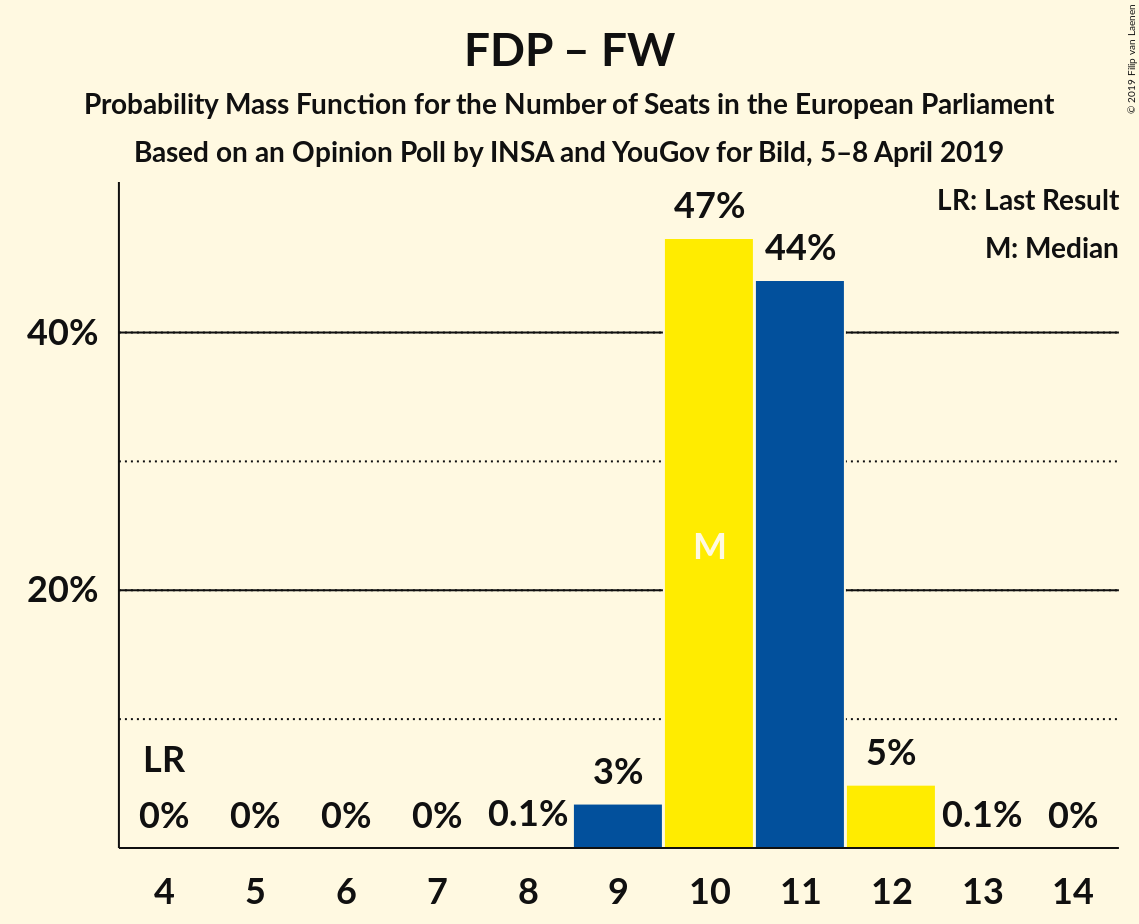 FDP – FW
Probability Mass Function for the Number of Seats in the European Parliament
Based on an Opinion Poll by INSA and YouGov for Bild, 5–8 April 2019
© 2019 Filip van Laenen
LR: Last Result
M: Median
47%
44%
40%
M
20%
LR
5%
3%
0% 0% 0% 0% 0.1% 0.1% 0%
4 5 6 7 8 9 10 11 12 13 14